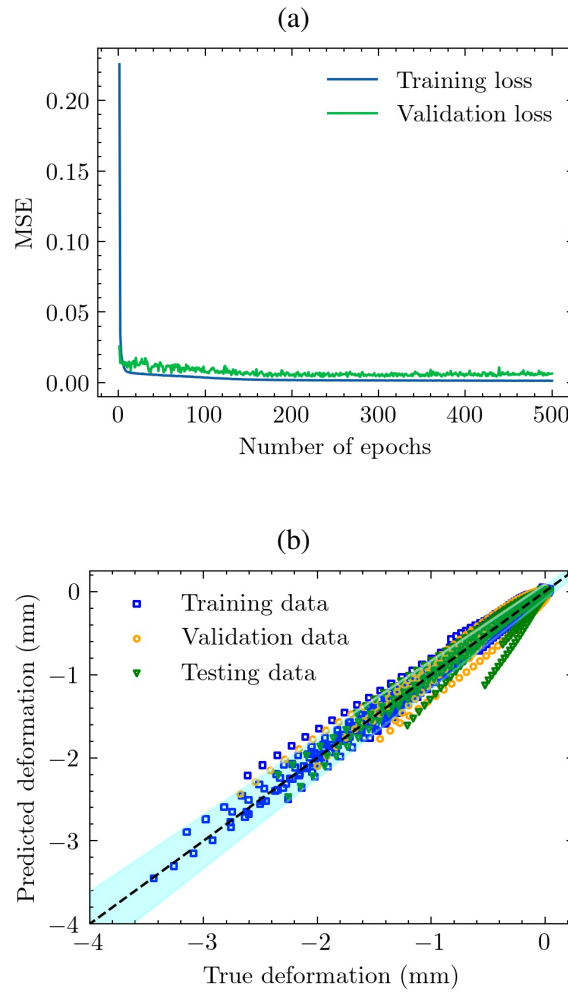 (a)
MSE
0.20
0.15
0.10
0.05
0.00
Training loss
Validation loss
0 100 200 300 400 500
Number of epochs
(b)
Predicted deformation (mm)
0
−1
−2
−3
−4
Training data
Validation data
Testing data
−4 −3 −2 −1 0
True deformation (mm)